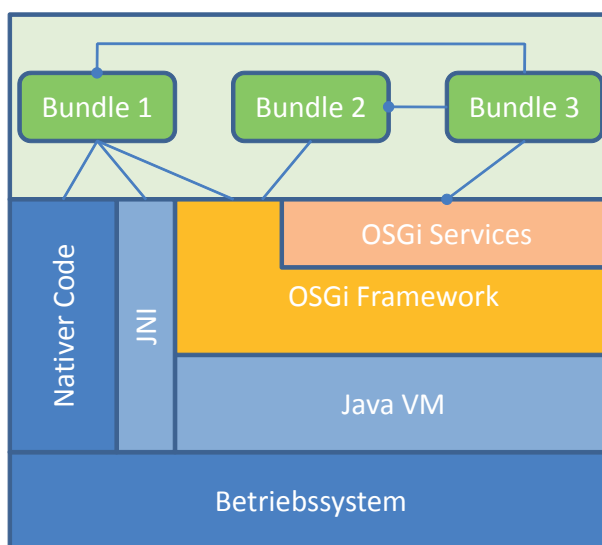 Bundle 1
Bundle 2
Bundle 3
OSGi Services
OSGi Framework
Nativer Code
JNI
Java VM
Betriebssystem